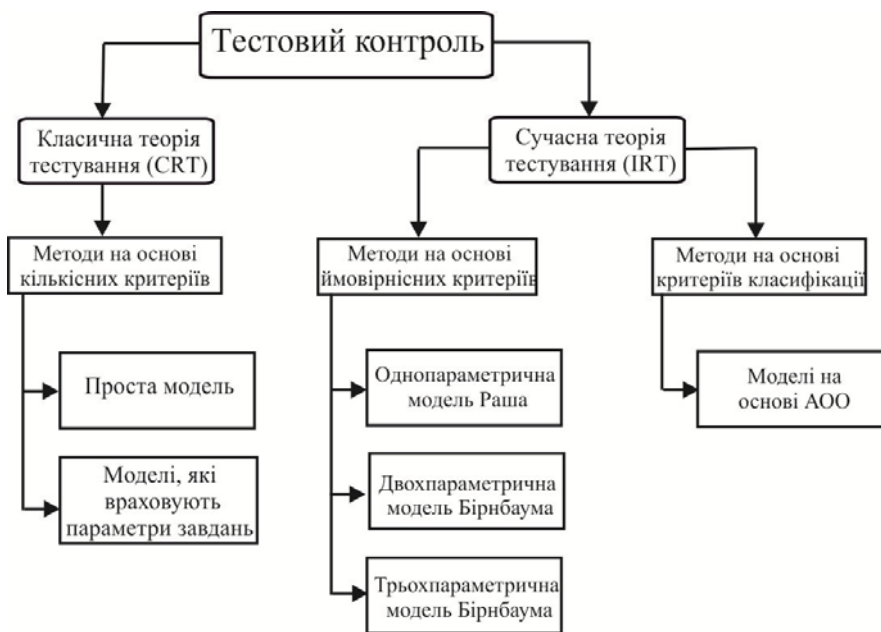 Тестовий контроль
Класична теорія
тестування (CRT)
Сучасна теорія
тестування (IRT)
Методи на основі
кількісних критеріїв
Методи на основі
ймовірнісних критеріїв
Методи на основі
критеріїв класифікації
Проста модель
Моделі, які
враховують
параметри завдань
Однопараметрична
модель Раша
Двохпараметрична
модель Бірнбаума
Трьохпараметрична
модель Бірнбаума
Моделі на
основі АОО